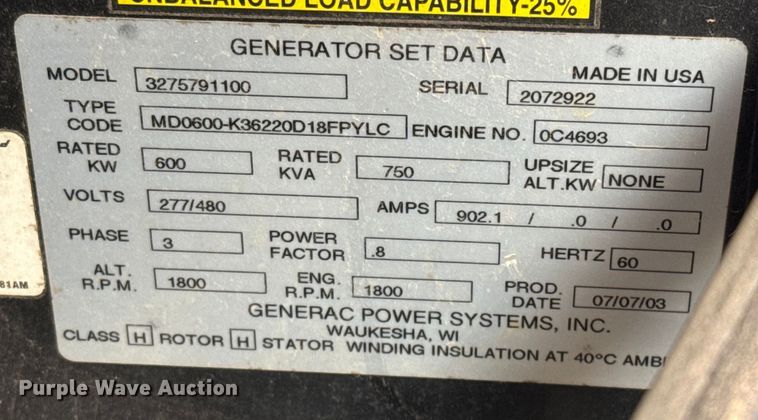 UNBALANCED LOAD CAPABILITY-25%
GENERATOR SET DATA
MADE IN USA
MODEL 3275791100 SERIAL 2072922
TYPE CODE MD0600-K36220D18FPYLC ENGINE NO. 0C4693
RATED KW 600 RATED KVA 750 UPSIZE ALT.KW NONE
VOLTS 277/480 AMPS 902.1 / .0 / .0
PHASE 3 POWER FACTOR .8 HERTZ 60
ALT. R.P.M. 1800 ENG. R.P.M. 1800 PROD. DATE 07/07/03
GENERAC POWER SYSTEMS, INC.
WAUKESHA, WI
CLASS H ROTOR H STATOR WINDING INSULATION AT 40°C
81AM
Purple Wave Auction